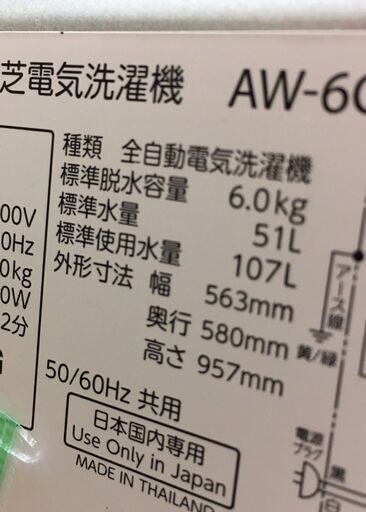 芝電気洗濯機 AW-6G
種類 全自動電気洗濯機
標準脱水容量 6.0kg
標準水量 51L
標準使用水量 107L
外形寸法 幅 563mm
奥行 580mm
高さ 957mm
00V
0Hz
0kg
0W
2分
G
50/60Hz 共用
日本国内専用
Use Only in Japan
MADE IN THAILAND
アース線
黄/緑
電源
プラグ
黒
白